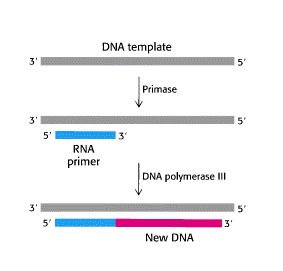 DNA template
3′ 5′
Primase
3′ 5′
5′ 3′
RNA
primer
DNA polymerase III
3′ 5′
5′ 3′
New DNA